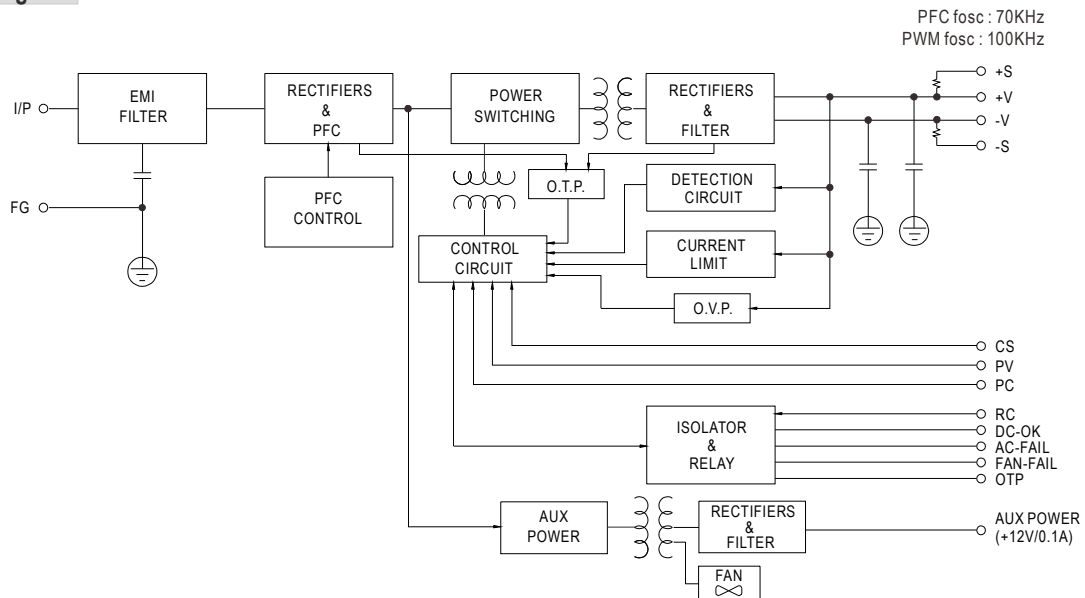 PFC fosc : 70KHz
PWM fosc : 100KHz
I/P
EMI
FILTER
RECTIFIERS
&
PFC
POWER
SWITCHING
RECTIFIERS
&
FILTER
+S
+V
-V
-S
FG
PFC
CONTROL
O.T.P.
DETECTION
CIRCUIT
CONTROL
CIRCUIT
CURRENT
LIMIT
O.V.P.
CS
PV
PC
ISOLATOR
&
RELAY
RC
DC-OK
AC-FAIL
FAN-FAIL
OTP
AUX
POWER
RECTIFIERS
&
FILTER
AUX POWER
(+12V/0.1A)
FAN